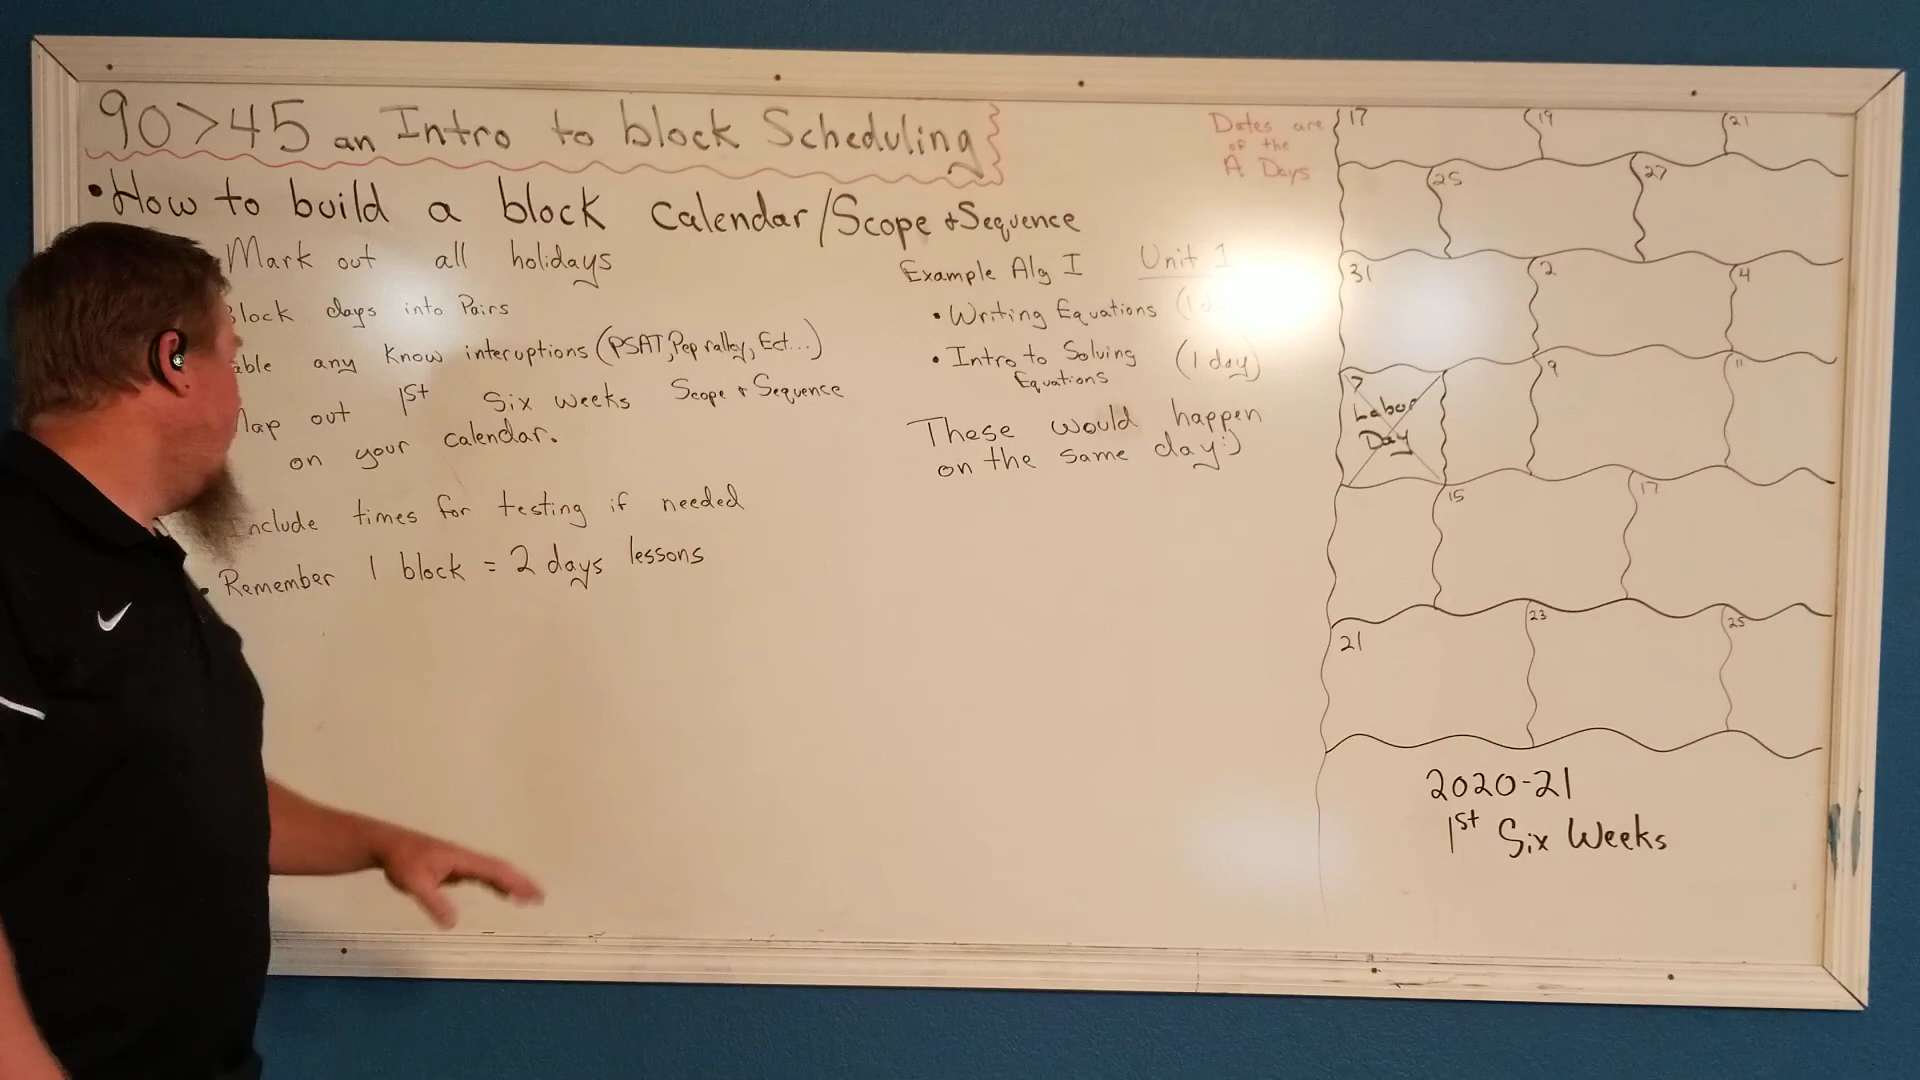 90>45 an Intro to block Scheduling
• How to build a block Calendar/Scope + Sequence
Mark out all holidays
lock days into Pairs
able any Know interuptions (PSAT, Pep ralley, Ect...)
Map out 1st Six weeks Scope + Sequence
on your calendar.
Include times for testing if needed
• Remember 1 block = 2 days lessons
Example Alg I Unit 1
• Writing Equations (1 d
• Intro to Solving (1 day)
Equations
These would happen
on the same day :)
Dates are
of the
A Days
17 19 21
25 27
31 2 4
7 9 11
Labor
Day
15 17
21 23 25
2020-21
1st Six Weeks